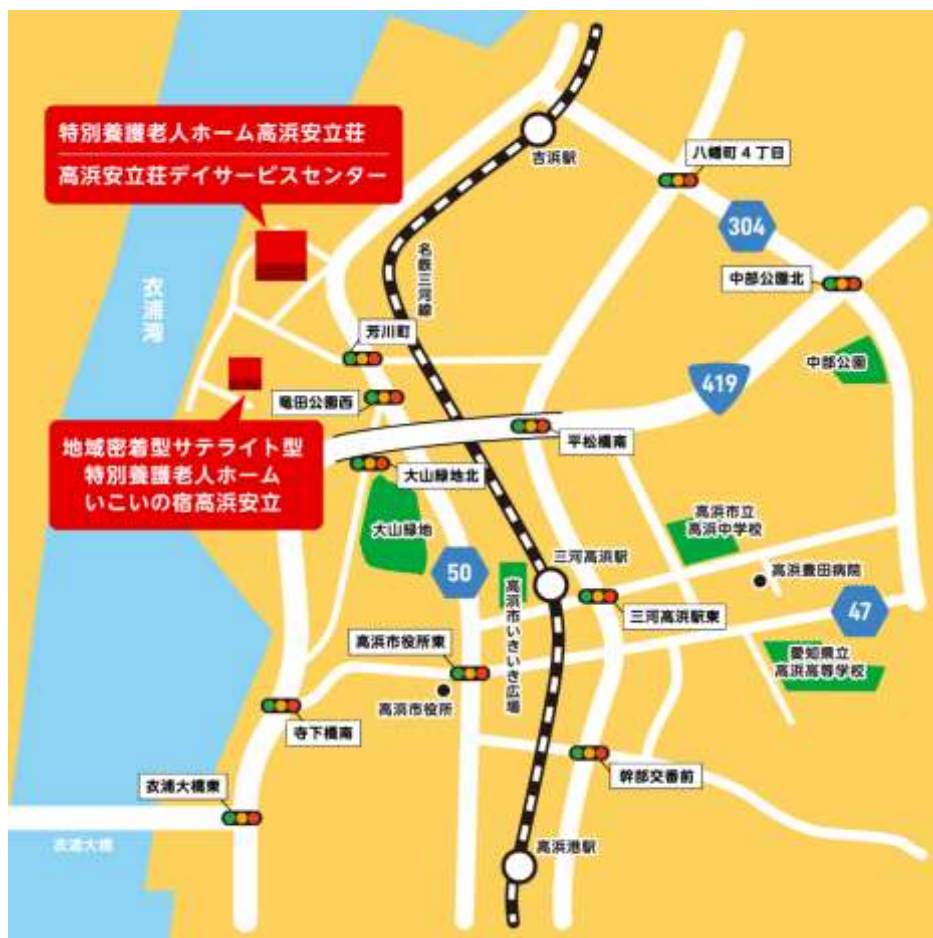 特別養護老人ホーム高浜安立荘
高浜安立荘デイサービスセンター
吉浜駅
八幡町4丁目
304
中部公園北
名鉄三河線
衣浦湾
芳川町
中部公園
419
竜田公園西
平松橋南
地域密着型サテライト型
特別養護老人ホーム
いこいの宿高浜安立
大山緑地北
大山緑地
高浜市立
高浜中学校
三河高浜駅
50
高浜豊田病院
高浜市いきいき広場
三河高浜駅東
47
高浜市役所東
愛知県立
高浜高等学校
高浜市役所
寺下橋南
幹部交番前
衣浦大橋東
衣浦大橋
高浜港駅